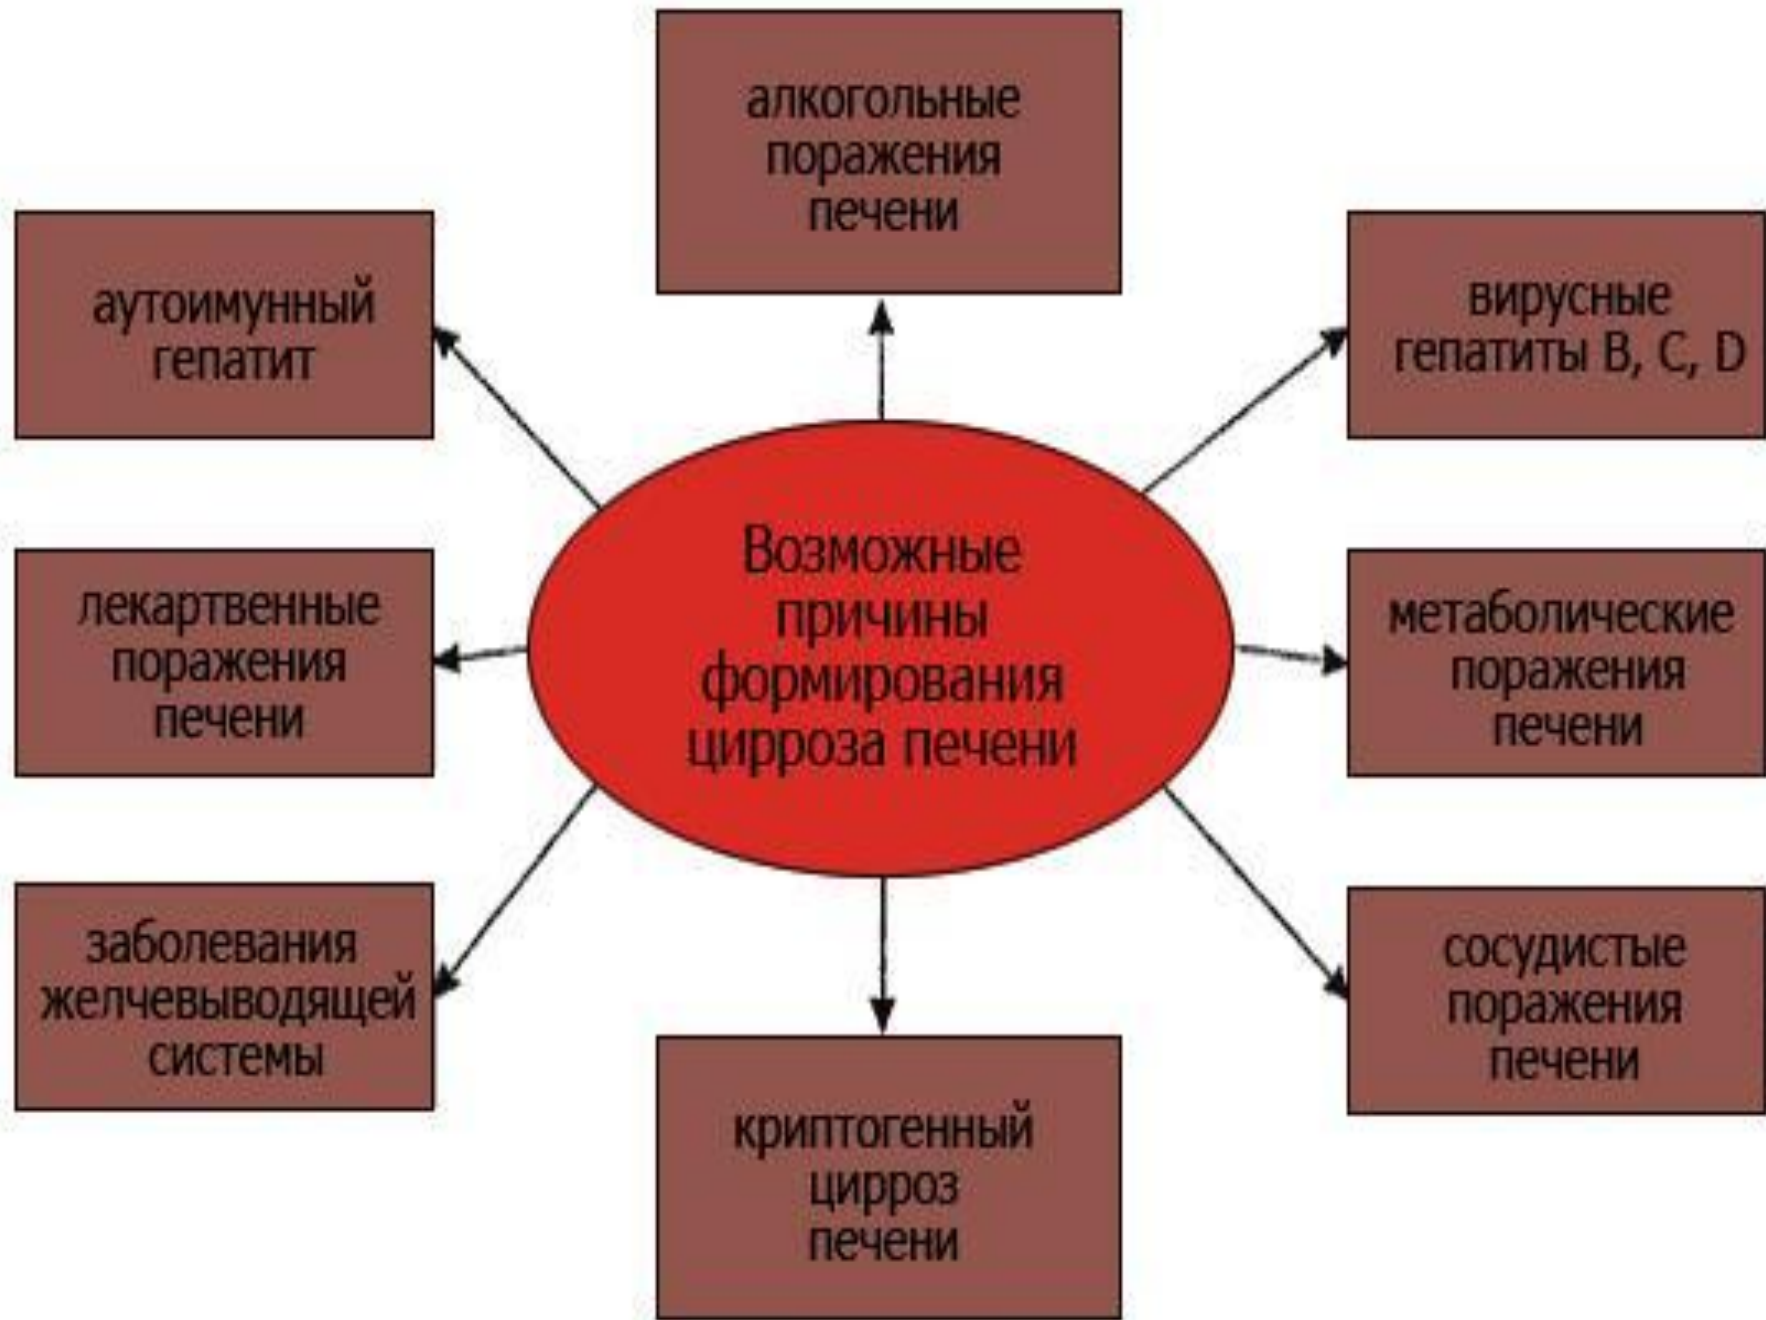 алкогольные
поражения
печени
аутоимунный
гепатит
вирусные
гепатиты B, C, D
Возможные
причины
формирования
цирроза печени
лекартвенные
поражения
печени
метаболические
поражения
печени
заболевания
желчевыводящей
системы
сосудистые
поражения
печени
криптогенный
цирроз
печени